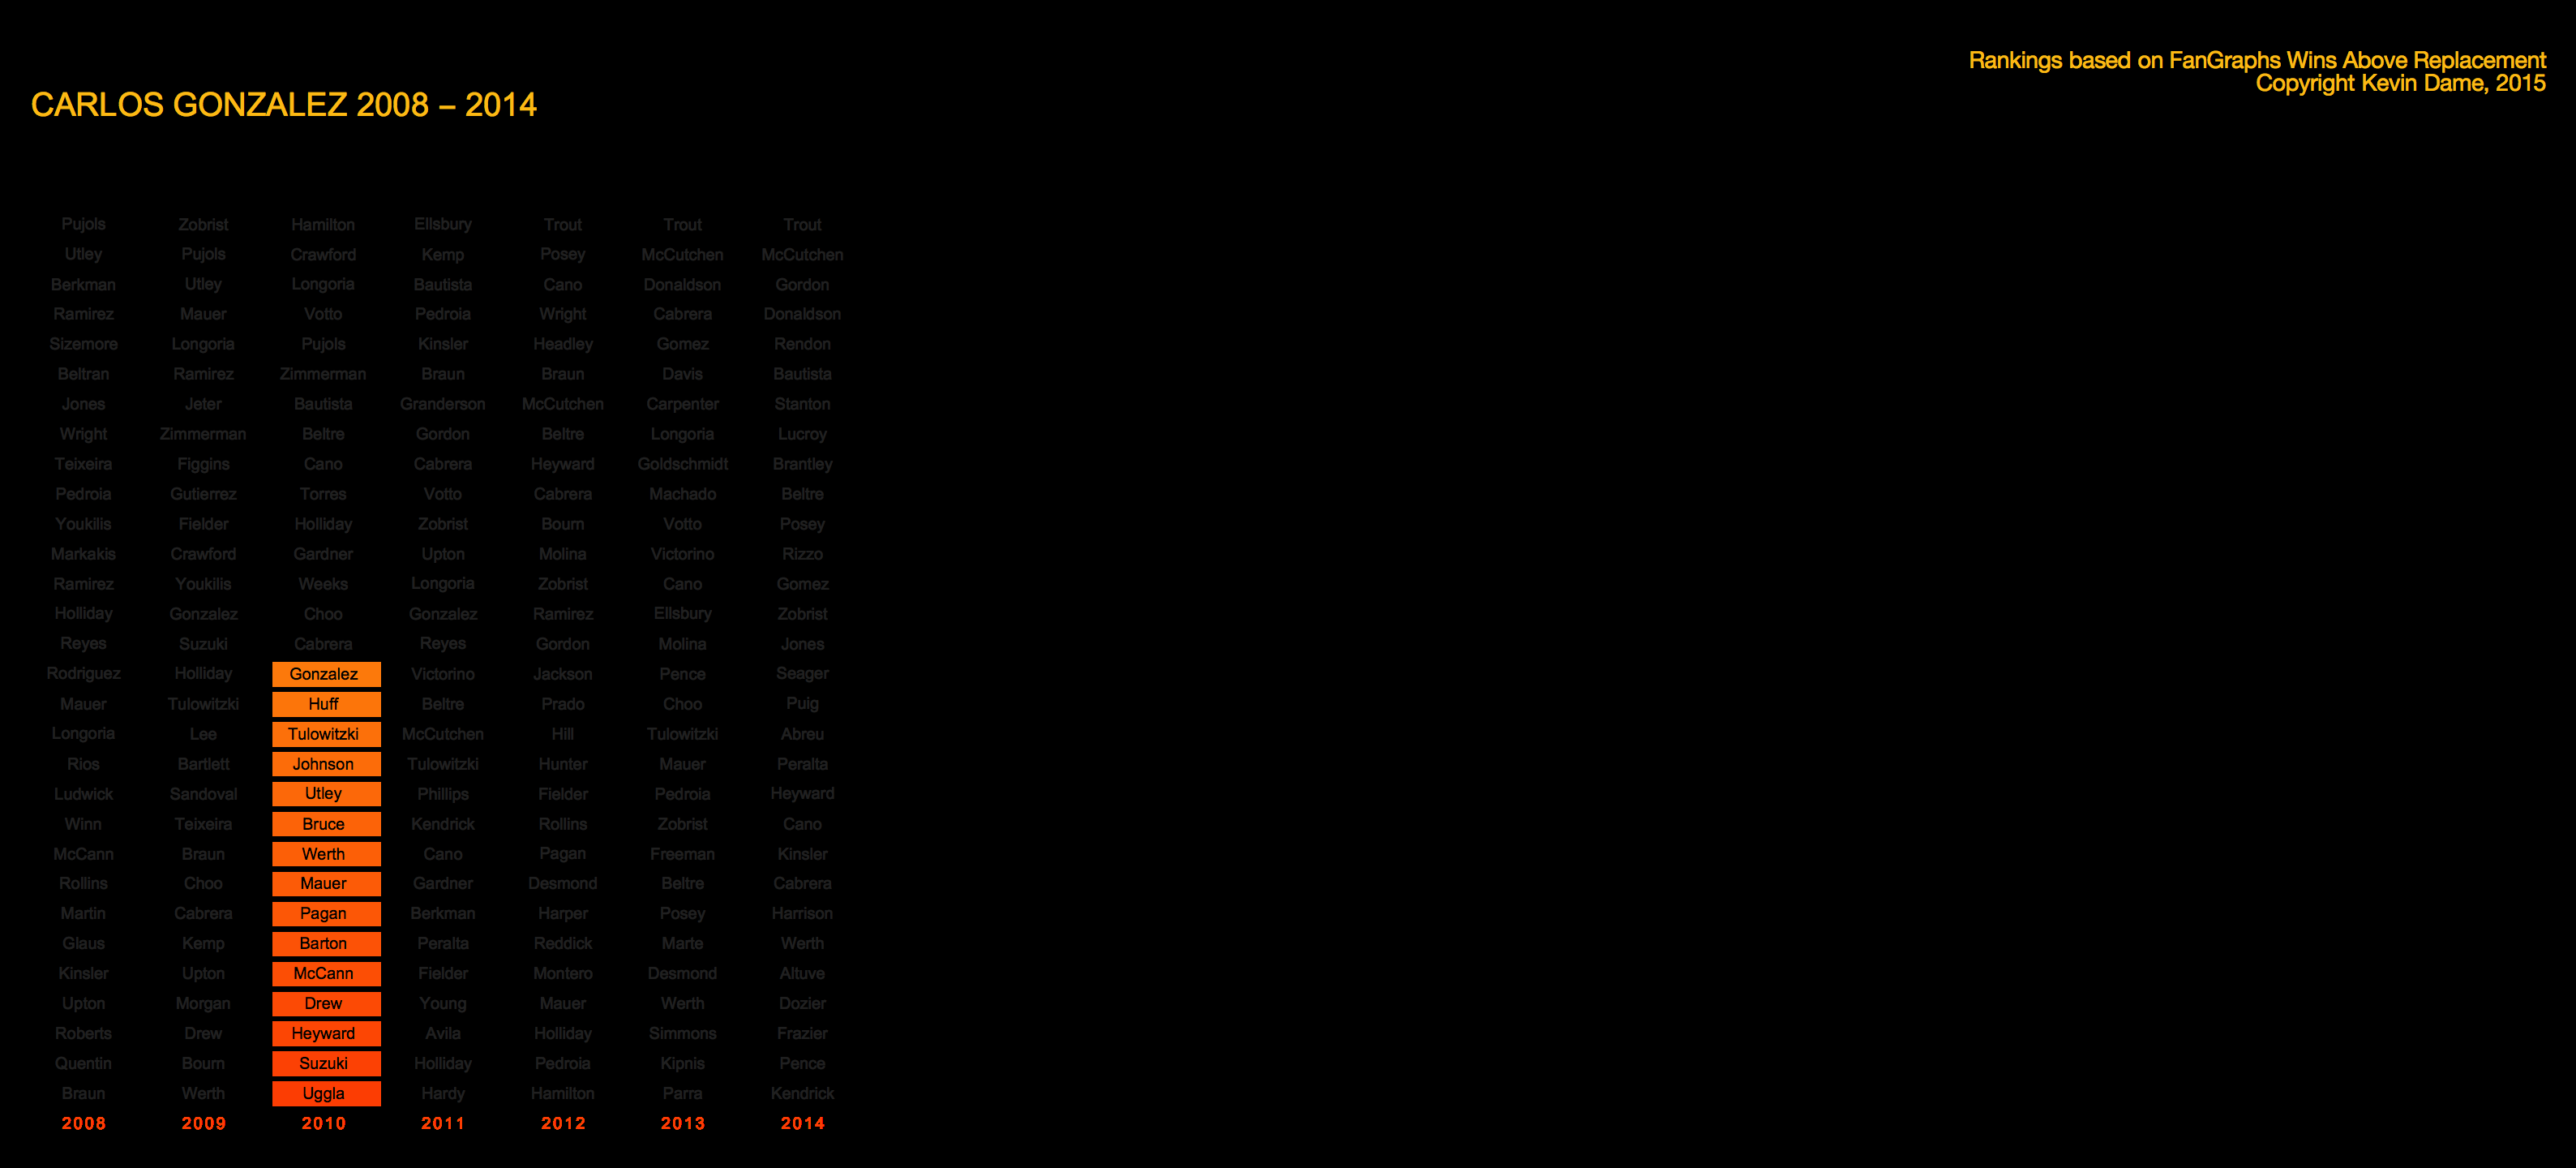 Rankings based on FanGraphs Wins Above Replacement
Copyright Kevin Dame, 2015
CARLOS GONZALEZ 2008 – 2014
Pujols Zobrist Hamilton Ellsbury Trout Trout Trout
Utley Pujols Crawford Kemp Posey McCutchen McCutchen
Berkman Utley Longoria Bautista Cano Donaldson Gordon
Ramirez Mauer Votto Pedroia Wright Cabrera Donaldson
Sizemore Longoria Pujols Kinsler Headley Gomez Rendon
Beltran Ramirez Zimmerman Braun Braun Davis Bautista
Jones Jeter Bautista Granderson McCutchen Carpenter Stanton
Wright Zimmerman Beltre Gordon Beltre Longoria Lucroy
Teixeira Figgins Cano Cabrera Heyward Goldschmidt Brantley
Pedroia Gutierrez Torres Votto Cabrera Machado Beltre
Youkilis Fielder Holliday Zobrist Bourn Votto Posey
Markakis Crawford Gardner Upton Molina Victorino Rizzo
Ramirez Youkilis Weeks Longoria Zobrist Cano Gomez
Holliday Gonzalez Choo Gonzalez Ramirez Ellsbury Zobrist
Reyes Suzuki Cabrera Reyes Gordon Molina Jones
Rodriguez Holliday Gonzalez Victorino Jackson Pence Seager
Mauer Tulowitzki Huff Beltre Prado Choo Puig
Longoria Lee Tulowitzki McCutchen Hill Tulowitzki Abreu
Rios Bartlett Johnson Tulowitzki Hunter Mauer Peralta
Ludwick Sandoval Utley Phillips Fielder Pedroia Heyward
Winn Teixeira Bruce Kendrick Rollins Zobrist Cano
McCann Braun Werth Cano Pagan Freeman Kinsler
Rollins Choo Mauer Gardner Desmond Beltre Cabrera
Martin Cabrera Pagan Berkman Harper Posey Harrison
Glaus Kemp Barton Peralta Reddick Marte Werth
Kinsler Upton McCann Fielder Montero Desmond Altuve
Upton Morgan Drew Young Mauer Werth Dozier
Roberts Drew Heyward Avila Holliday Simmons Frazier
Quentin Bourn Suzuki Holliday Pedroia Kipnis Pence
Braun Werth Uggla Hardy Hamilton Parra Kendrick
2008 2009 2010 2011 2012 2013 2014